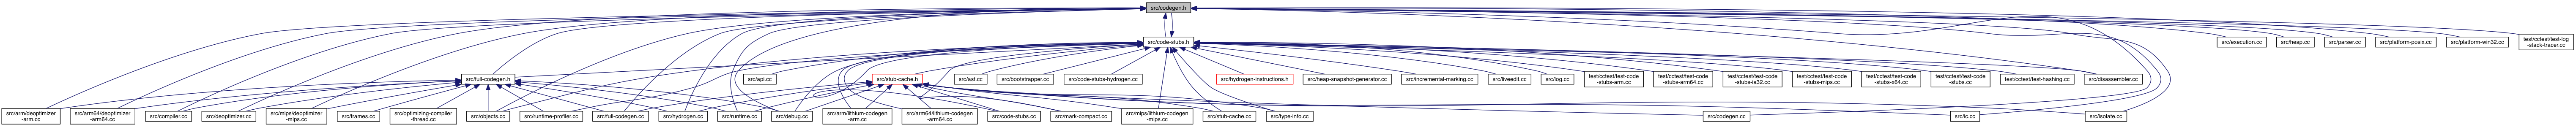 src/codegen.h
src/code-stubs.h
src/execution.cc
src/heap.cc
src/parser.cc
src/platform-posix.cc
src/platform-win32.cc
test/cctest/test-log
-stack-tracer.cc
src/full-codegen.h
src/api.cc
src/stub-cache.h
src/ast.cc
src/bootstrapper.cc
src/code-stubs-hydrogen.cc
src/hydrogen-instructions.h
src/heap-snapshot-generator.cc
src/incremental-marking.cc
src/liveedit.cc
src/log.cc
test/cctest/test-code
-stubs-arm.cc
test/cctest/test-code
-stubs-arm64.cc
test/cctest/test-code
-stubs-ia32.cc
test/cctest/test-code
-stubs-mips.cc
test/cctest/test-code
-stubs-x64.cc
test/cctest/test-code
-stubs.cc
test/cctest/test-hashing.cc
src/disassembler.cc
src/arm/deoptimizer
-arm.cc
src/arm64/deoptimizer
-arm64.cc
src/compiler.cc
src/deoptimizer.cc
src/mips/deoptimizer
-mips.cc
src/frames.cc
src/optimizing-compiler
-thread.cc
src/objects.cc
src/runtime-profiler.cc
src/full-codegen.cc
src/hydrogen.cc
src/runtime.cc
src/debug.cc
src/arm/lithium-codegen
-arm.cc
src/arm64/lithium-codegen
-arm64.cc
src/code-stubs.cc
src/mark-compact.cc
src/mips/lithium-codegen
-mips.cc
src/stub-cache.cc
src/type-info.cc
src/codegen.cc
src/ic.cc
src/isolate.cc